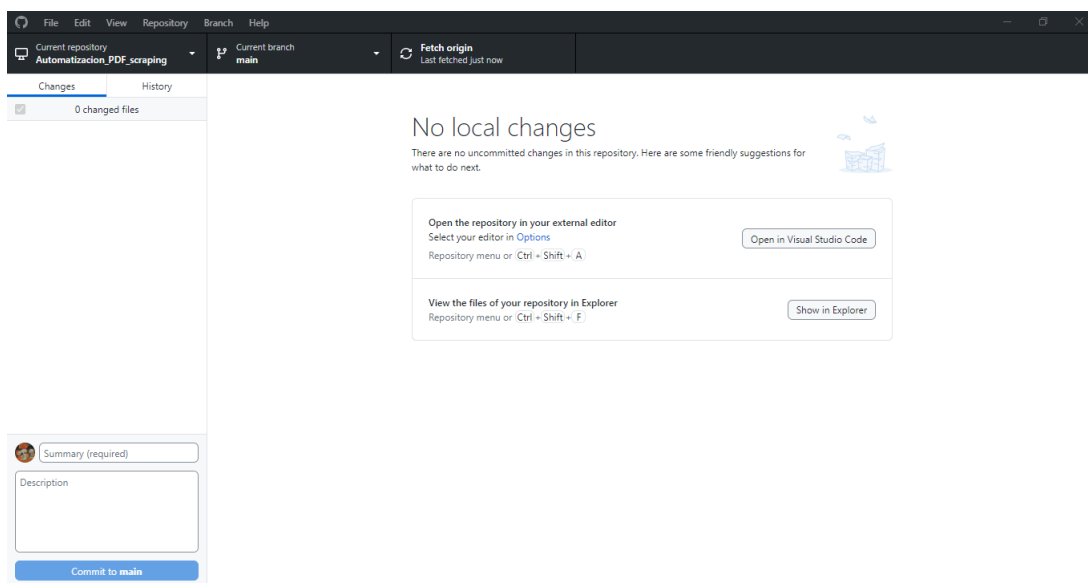 File Edit View Repository Branch Help
Current repository
Automatizacion_PDF_scraping
Current branch
main
Fetch origin
Last fetched just now
Changes History
0 changed files
No local changes
There are no uncommitted changes in this repository. Here are some friendly suggestions for
what to do next.
Open the repository in your external editor
Select your editor in Options
Repository menu or Ctrl + Shift + A
Open in Visual Studio Code
View the files of your repository in Explorer
Repository menu or Ctrl + Shift + F
Show in Explorer
Summary (required)
Description
Commit to main